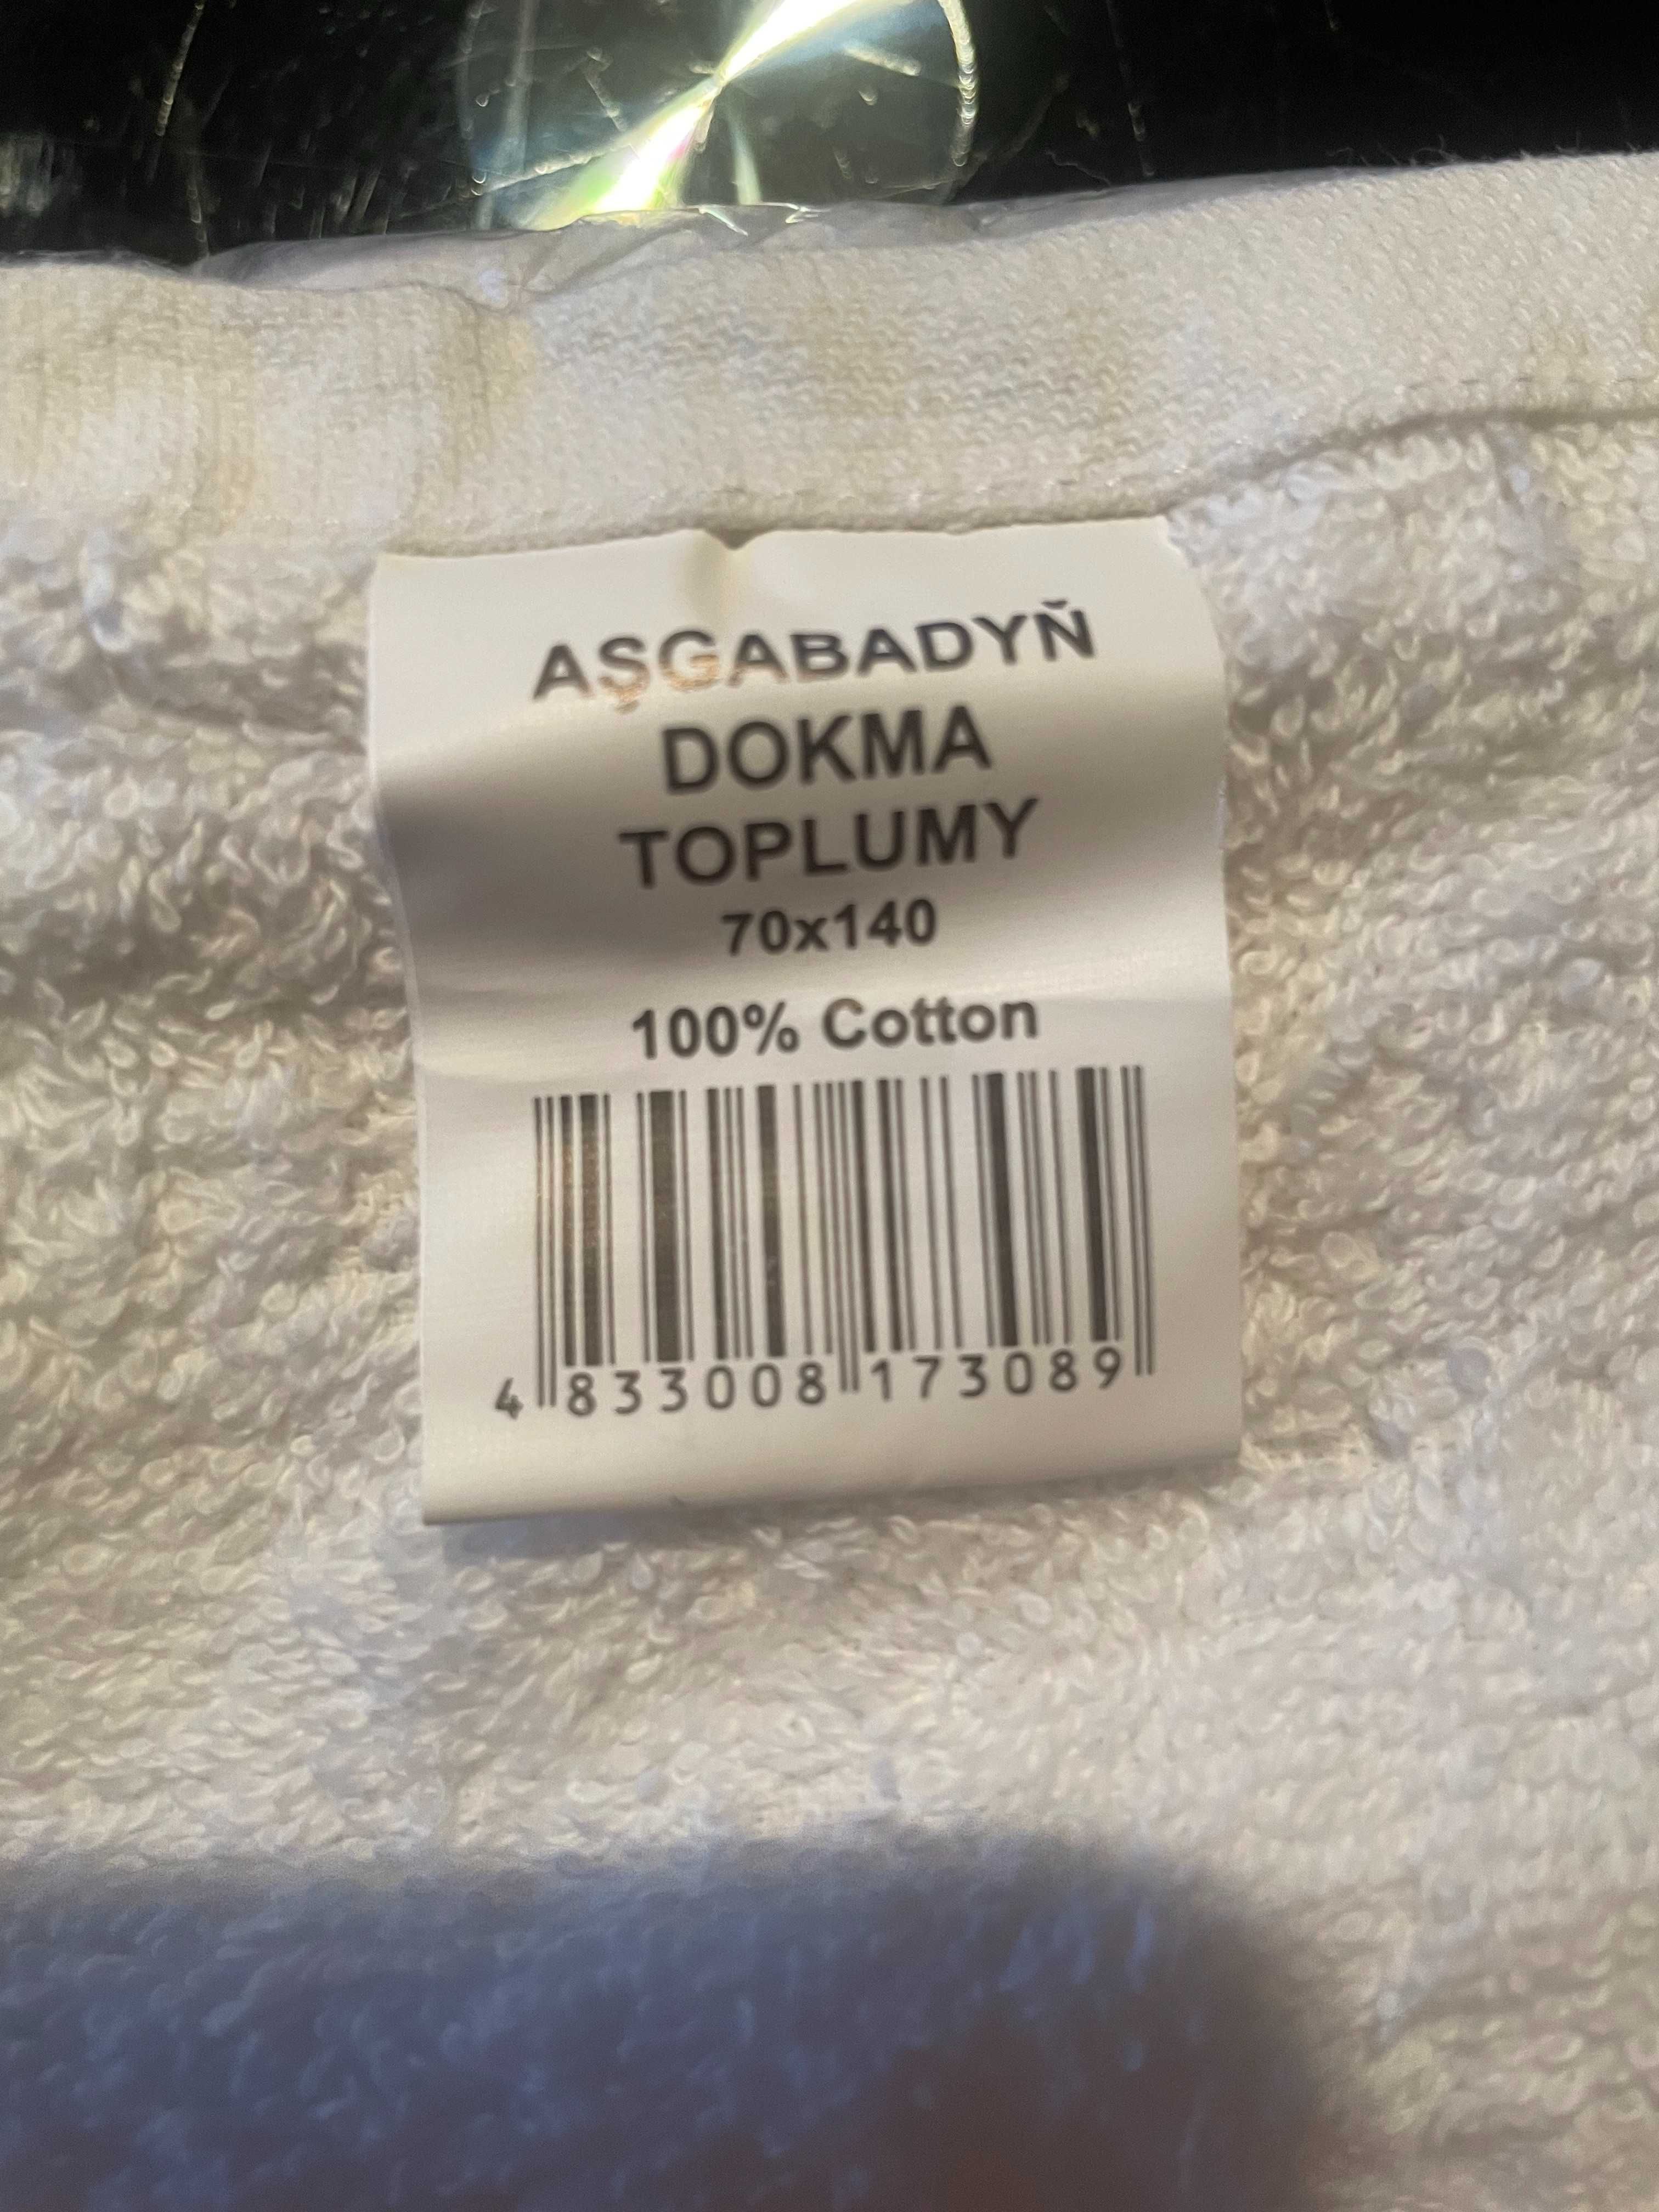 AŞGABADYŇ
DOKMA
TOPLUMY
70x140
100% Cotton
4 833008 173089